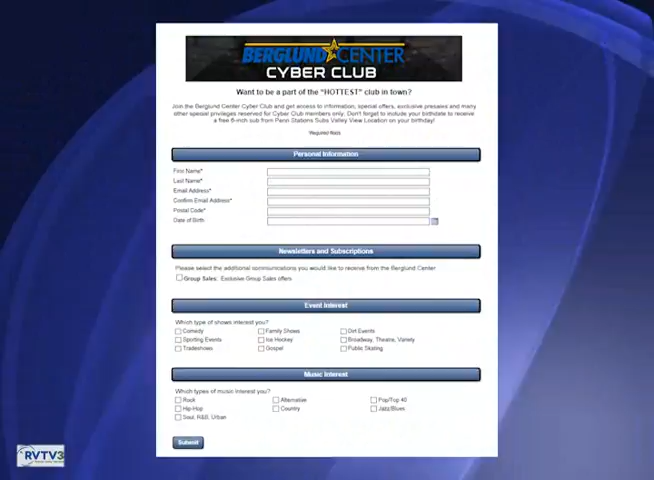 BERGLUND CENTER
CYBER CLUB
Want to be a part of the "HOTTEST" club in town?
Join the Berglund Center Cyber Club and get access to information, special offers, exclusive presales and many
other special privileges reserved for Cyber Club members only. Don't forget to include your birthdate to receive
a free 6-inch sub from Penn Stations Subs Valley View Location on your birthday!
*Required fields
Personal Information
First Name*
Last Name*
Email Address*
Confirm Email Address*
Postal Code*
Date of Birth
Newsletters and Subscriptions
Please select the additional communications you would like to receive from the Berglund Center
Group Sales: Exclusive Group Sales offers
Event Interest
Which type of shows interest you?
Comedy Family Shows Dirt Events
Sporting Events Ice Hockey Broadway, Theatre, Variety
Tradeshows Gospel Public Skating
Music Interest
Which types of music interest you?
Rock Alternative Pop/Top 40
Hip-Hop Country Jazz/Blues
Soul, R&B, Urban
Submit
RVTV3